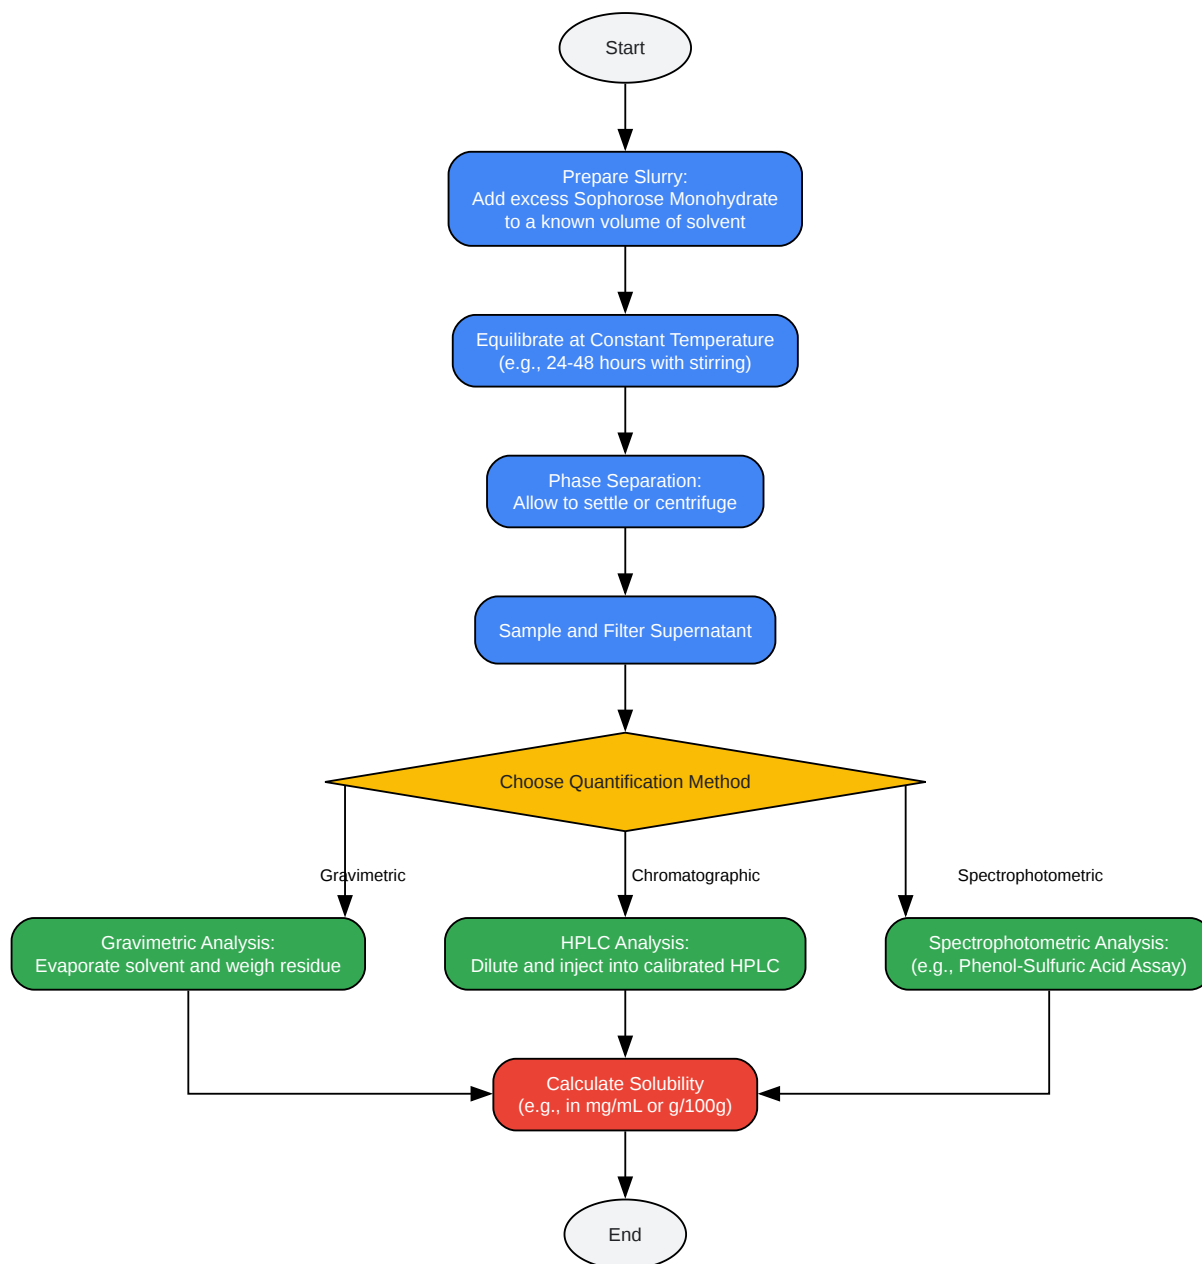 Start
Prepare Slurry:
Add excess Sophorose Monohydrate
to a known volume of solvent
Equilibrate at Constant Temperature
(e.g., 24-48 hours with stirring)
Phase Separation:
Allow to settle or centrifuge
Sample and Filter Supernatant
Choose Quantification Method
Gravimetric
Chromatographic
Spectrophotometric
Gravimetric Analysis:
Evaporate solvent and weigh residue
HPLC Analysis:
Dilute and inject into calibrated HPLC
Spectrophotometric Analysis:
(e.g., Phenol-Sulfuric Acid Assay)
Calculate Solubility
(e.g., in mg/mL or g/100g)
End